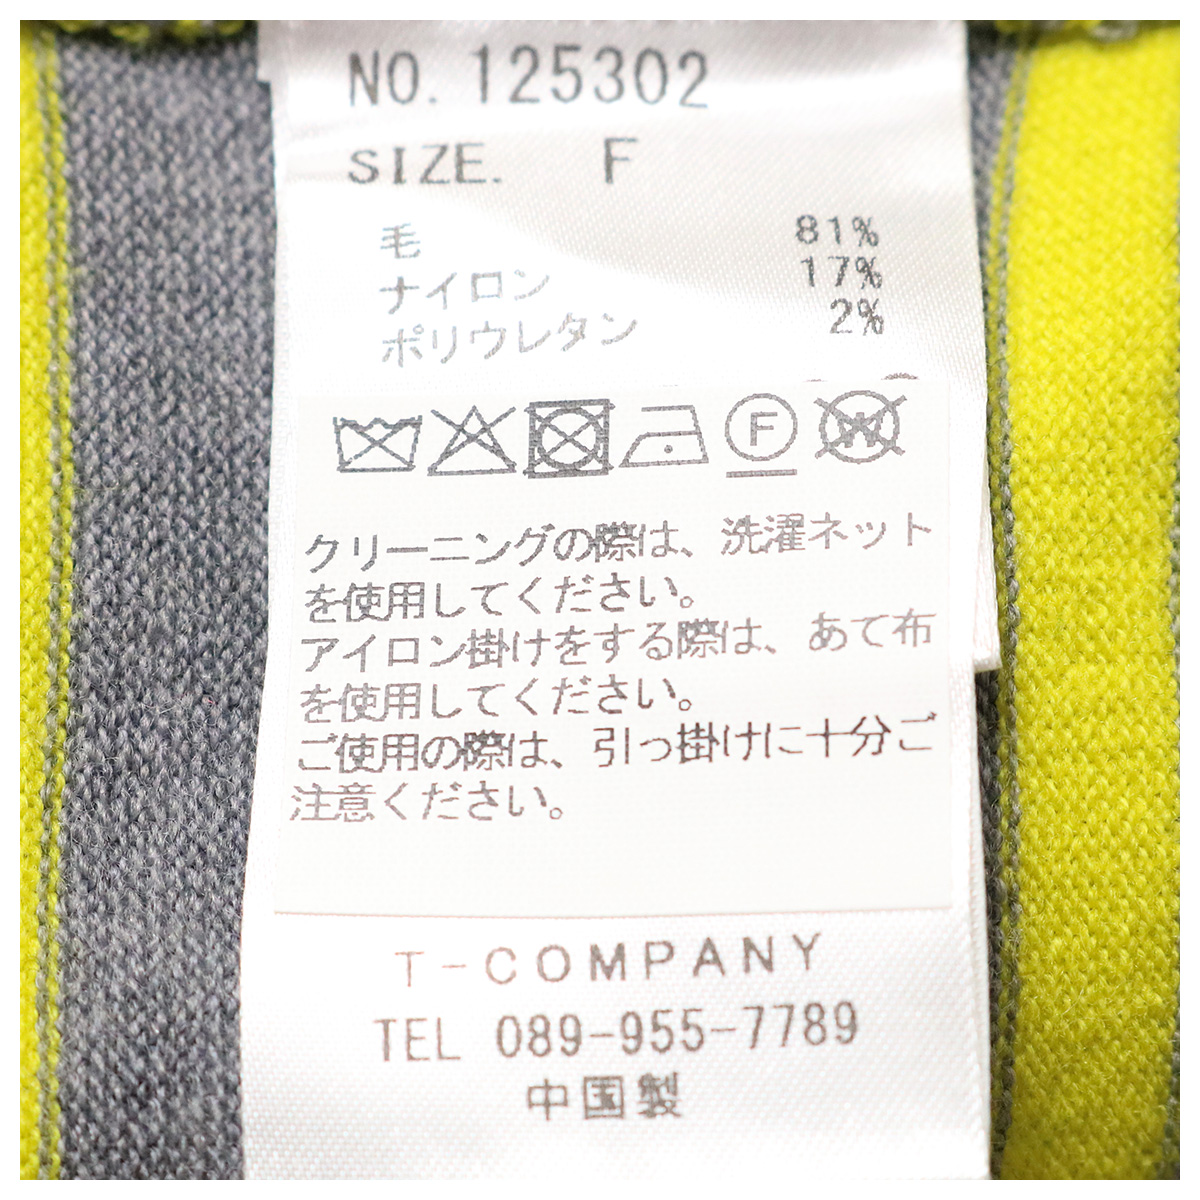 NO. 125302
SIZE. F
毛 81%
ナイロン 17%
ポリウレタン 2%
F W
クリーニングの際は、洗濯ネット
を使用してください。
アイロン掛けをする際は、あて布
を使用してください。
ご使用の際は、引っ掛けに十分ご
注意ください。
T-COMPANY
TEL 089-955-7789
中国製